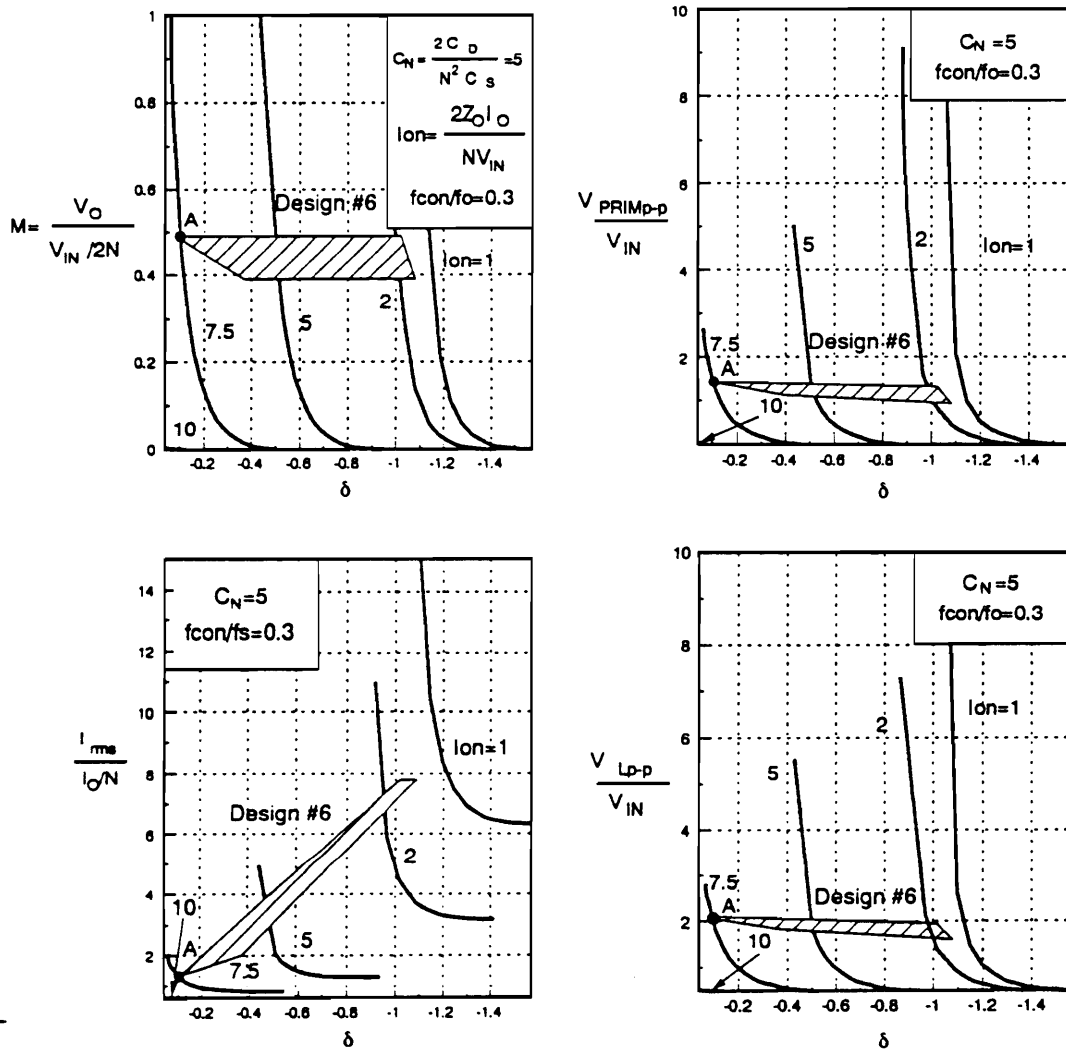 1
0.8
0.6
0.4
0.2
0
M= V_O / V_IN /2N
C_N= 2 C_D / N² C_S =5
Ion= 2Z_O I_O / NV_IN
fcon/fo=0.3
Design #6
A
Ion=1
2
5
7.5
10
-0.2 -0.4 -0.6 -0.8 -1 -1.2 -1.4
δ
10
8
6
4
2
V_PRIMp-p / V_IN
C_N=5
fcon/fo=0.3
Ion=1
2
5
Design #6
7.5
A
10
-0.2 -0.4 -0.6 -0.8 -1 -1.2 -1.4
δ
14
12
10
8
6
4
2
I_rms / I_O/N
C_N=5
fcon/fs=0.3
Ion=1
Design #6
2
10
A
5
7.5
-0.2 -0.4 -0.6 -0.8 -1 -1.2 -1.4
δ
10
8
6
4
2
V_Lp-p / V_IN
C_N=5
fcon/fo=0.3
Ion=1
2
5
Design #6
7.5
A
10
-0.2 -0.4 -0.6 -0.8 -1 -1.2 -1.4
δ